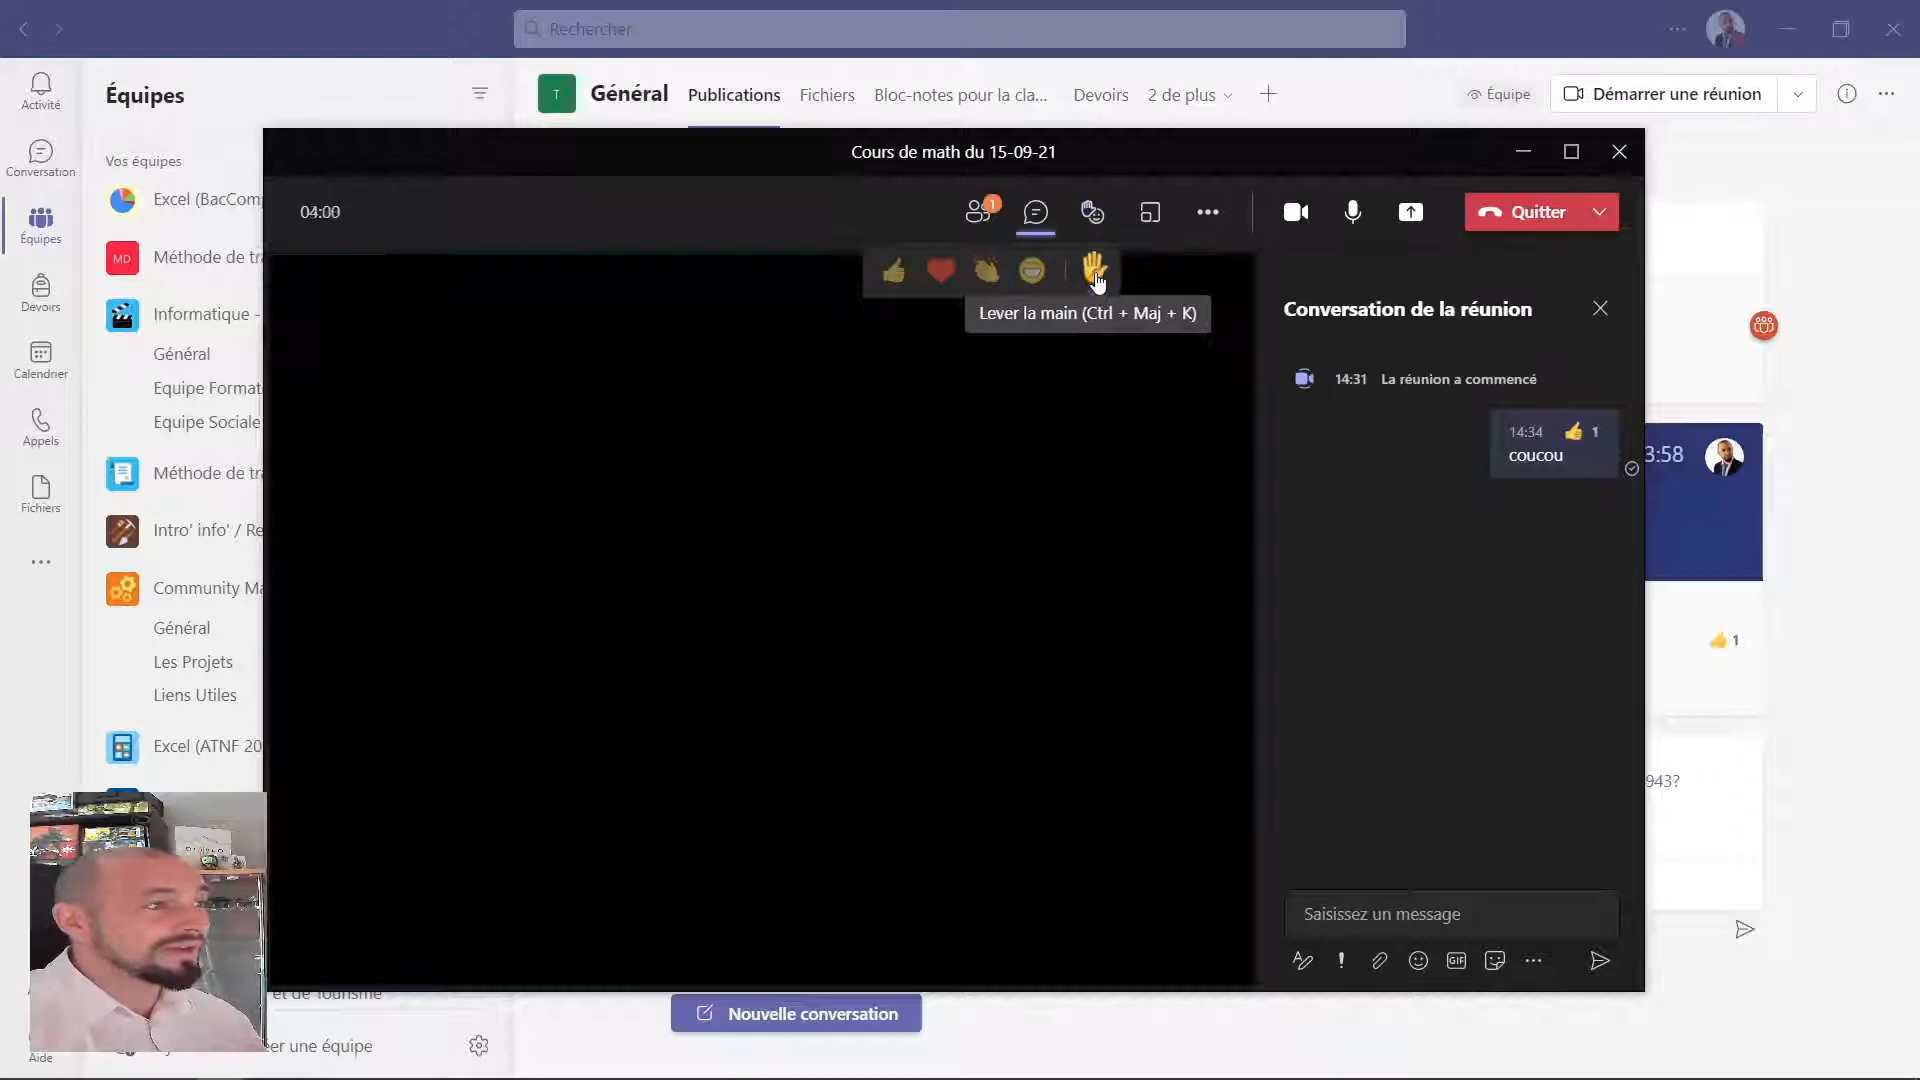 Rechercher
Activité
Conversation
Équipes
Devoirs
Calendrier
Appels
Fichiers
Aide
Équipes
Vos équipes
Excel (BacCom
MD
Méthode de tra
Informatique -
Général
Equipe Format
Equipe Sociale
Méthode de tra
Intro' info' / Re
Community Ma
Général
Les Projets
Liens Utiles
Excel (ATNF 20
et de Tourisme
er une équipe
T
Général
Publications
Fichiers
Bloc-notes pour la cla...
Devoirs
2 de plus
Équipe
Démarrer une réunion
Cours de math du 15-09-21
04:00
1
Quitter
Lever la main (Ctrl + Maj + K)
Conversation de la réunion
14:31 La réunion a commencé
14:34 1
coucou
Saisissez un message
GIF
3:58
1
943?
Nouvelle conversation